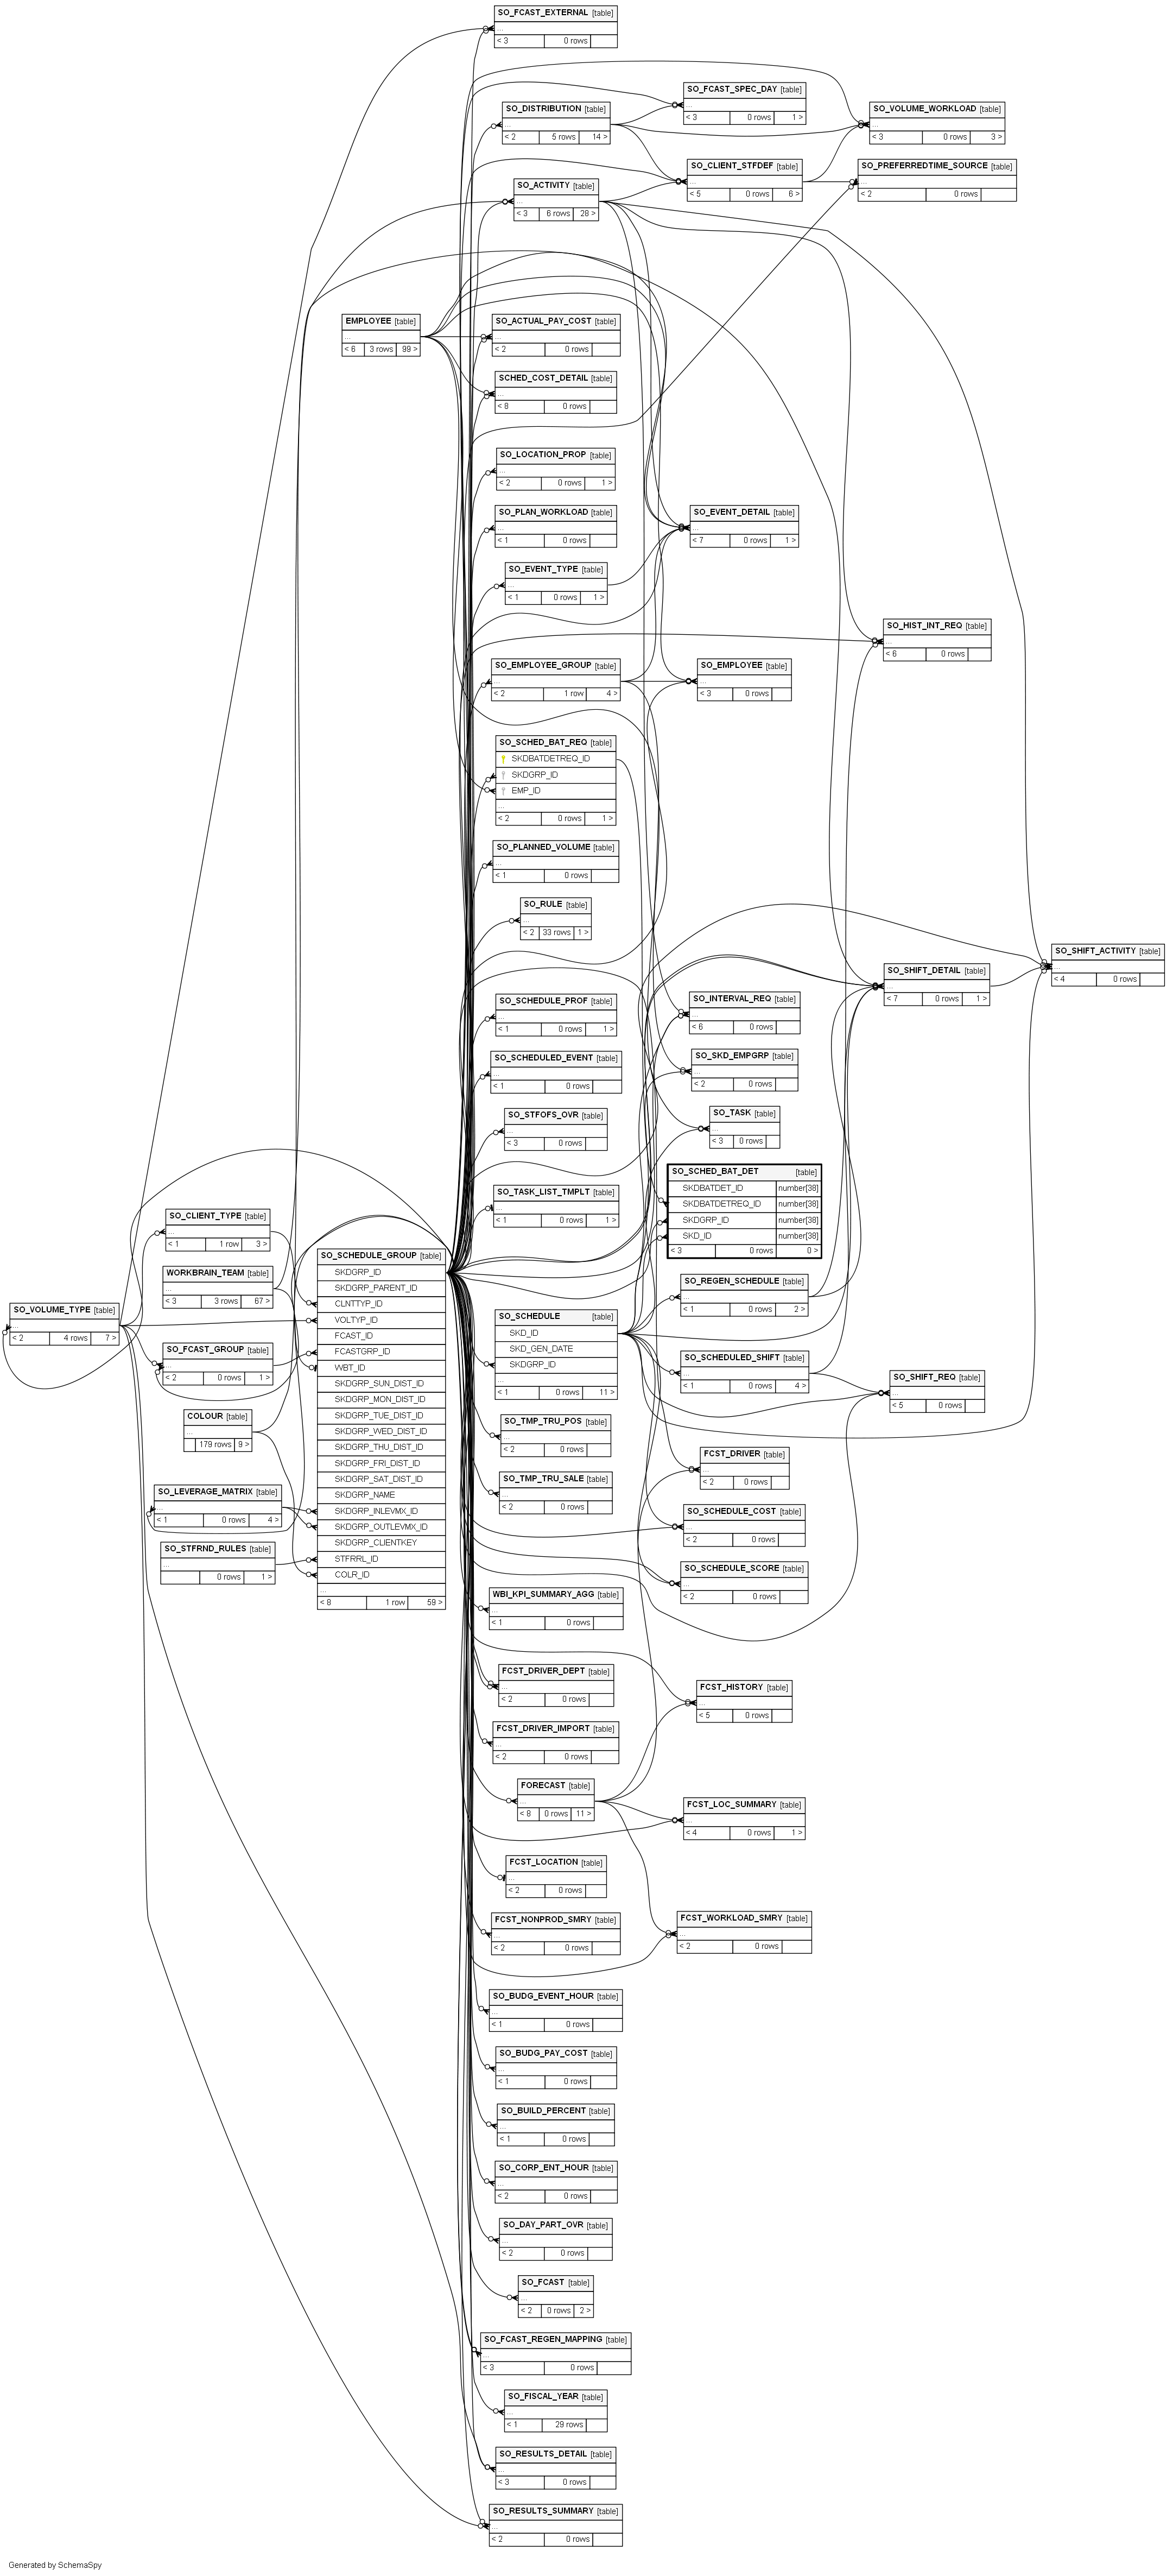 SO_FCAST_EXTERNAL [table]
...
< 3 0 rows
SO_FCAST_SPEC_DAY [table]
...
< 3 0 rows 1 >
SO_DISTRIBUTION [table]
...
< 2 5 rows 14 >
SO_VOLUME_WORKLOAD [table]
...
< 3 0 rows 3 >
SO_CLIENT_STFDEF [table]
...
< 5 0 rows 6 >
SO_PREFERREDTIME_SOURCE [table]
...
< 2 0 rows
SO_ACTIVITY [table]
...
< 3 6 rows 28 >
EMPLOYEE [table]
...
< 6 3 rows 99 >
SO_ACTUAL_PAY_COST [table]
...
< 2 0 rows
SCHED_COST_DETAIL [table]
...
< 8 0 rows
SO_LOCATION_PROP [table]
...
< 2 0 rows 1 >
SO_PLAN_WORKLOAD [table]
...
< 1 0 rows
SO_EVENT_DETAIL [table]
...
< 7 0 rows 1 >
SO_EVENT_TYPE [table]
...
< 1 0 rows 1 >
SO_HIST_INT_REQ [table]
...
< 6 0 rows
SO_EMPLOYEE_GROUP [table]
...
< 2 1 row 4 >
SO_EMPLOYEE [table]
...
< 3 0 rows
SO_SCHED_BAT_REQ [table]
SKDBATDETREQ_ID
SKDGRP_ID
EMP_ID
...
< 2 0 rows 1 >
SO_PLANNED_VOLUME [table]
...
< 1 0 rows
SO_RULE [table]
...
< 2 33 rows 1 >
SO_SHIFT_ACTIVITY [table]
...
< 4 0 rows
SO_SHIFT_DETAIL [table]
...
< 7 0 rows 1 >
SO_SCHEDULE_PROF [table]
...
< 1 0 rows 1 >
SO_INTERVAL_REQ [table]
...
< 6 0 rows
SO_SCHEDULED_EVENT [table]
...
< 1 0 rows
SO_SKD_EMPGRP [table]
...
< 2 0 rows
SO_STFOFS_OVR [table]
...
< 3 0 rows
SO_TASK [table]
...
< 3 0 rows
SO_SCHED_BAT_DET [table]
SKDBATDET_ID number[38]
SKDBATDETREQ_ID number[38]
SKDGRP_ID number[38]
SKD_ID number[38]
< 3 0 rows 0 >
SO_TASK_LIST_TMPLT [table]
...
< 1 0 rows 1 >
SO_CLIENT_TYPE [table]
...
< 1 1 row 3 >
WORKBRAIN_TEAM [table]
...
< 3 3 rows 67 >
SO_VOLUME_TYPE [table]
...
< 2 4 rows 7 >
SO_FCAST_GROUP [table]
...
< 2 0 rows 1 >
COLOUR [table]
...
179 rows 9 >
SO_LEVERAGE_MATRIX [table]
...
< 1 0 rows 4 >
SO_STFRND_RULES [table]
...
0 rows 1 >
SO_SCHEDULE_GROUP [table]
SKDGRP_ID
SKDGRP_PARENT_ID
CLNTTYP_ID
VOLTYP_ID
FCAST_ID
FCASTGRP_ID
WBT_ID
SKDGRP_SUN_DIST_ID
SKDGRP_MON_DIST_ID
SKDGRP_TUE_DIST_ID
SKDGRP_WED_DIST_ID
SKDGRP_THU_DIST_ID
SKDGRP_FRI_DIST_ID
SKDGRP_SAT_DIST_ID
SKDGRP_NAME
SKDGRP_INLEVMX_ID
SKDGRP_OUTLEVMX_ID
SKDGRP_CLIENTKEY
STFRRL_ID
COLR_ID
...
< 8 1 row 59 >
SO_SCHEDULE [table]
SKD_ID
SKD_GEN_DATE
SKDGRP_ID
...
< 1 0 rows 11 >
SO_REGEN_SCHEDULE [table]
...
< 1 0 rows 2 >
SO_SCHEDULED_SHIFT [table]
...
< 1 0 rows 4 >
SO_SHIFT_REQ [table]
...
< 5 0 rows
SO_TMP_TRU_POS [table]
...
< 2 0 rows
FCST_DRIVER [table]
...
< 2 0 rows
SO_TMP_TRU_SALE [table]
...
< 2 0 rows
SO_SCHEDULE_COST [table]
...
< 2 0 rows
SO_SCHEDULE_SCORE [table]
...
< 2 0 rows
WBI_KPI_SUMMARY_AGG [table]
...
< 1 0 rows
FCST_DRIVER_DEPT [table]
...
< 2 0 rows
FCST_HISTORY [table]
...
< 5 0 rows
FCST_DRIVER_IMPORT [table]
...
< 2 0 rows
FORECAST [table]
...
< 8 0 rows 11 >
FCST_LOC_SUMMARY [table]
...
< 4 0 rows 1 >
FCST_LOCATION [table]
...
< 2 0 rows
FCST_NONPROD_SMRY [table]
...
< 2 0 rows
FCST_WORKLOAD_SMRY [table]
...
< 2 0 rows
SO_BUDG_EVENT_HOUR [table]
...
< 1 0 rows
SO_BUDG_PAY_COST [table]
...
< 1 0 rows
SO_BUILD_PERCENT [table]
...
< 1 0 rows
SO_CORP_ENT_HOUR [table]
...
< 2 0 rows
SO_DAY_PART_OVR [table]
...
< 2 0 rows
SO_FCAST [table]
...
< 2 0 rows 2 >
SO_FCAST_REGEN_MAPPING [table]
...
< 3 0 rows
SO_FISCAL_YEAR [table]
...
< 1 29 rows
SO_RESULTS_DETAIL [table]
...
< 3 0 rows
SO_RESULTS_SUMMARY [table]
...
< 2 0 rows
Generated by SchemaSpy